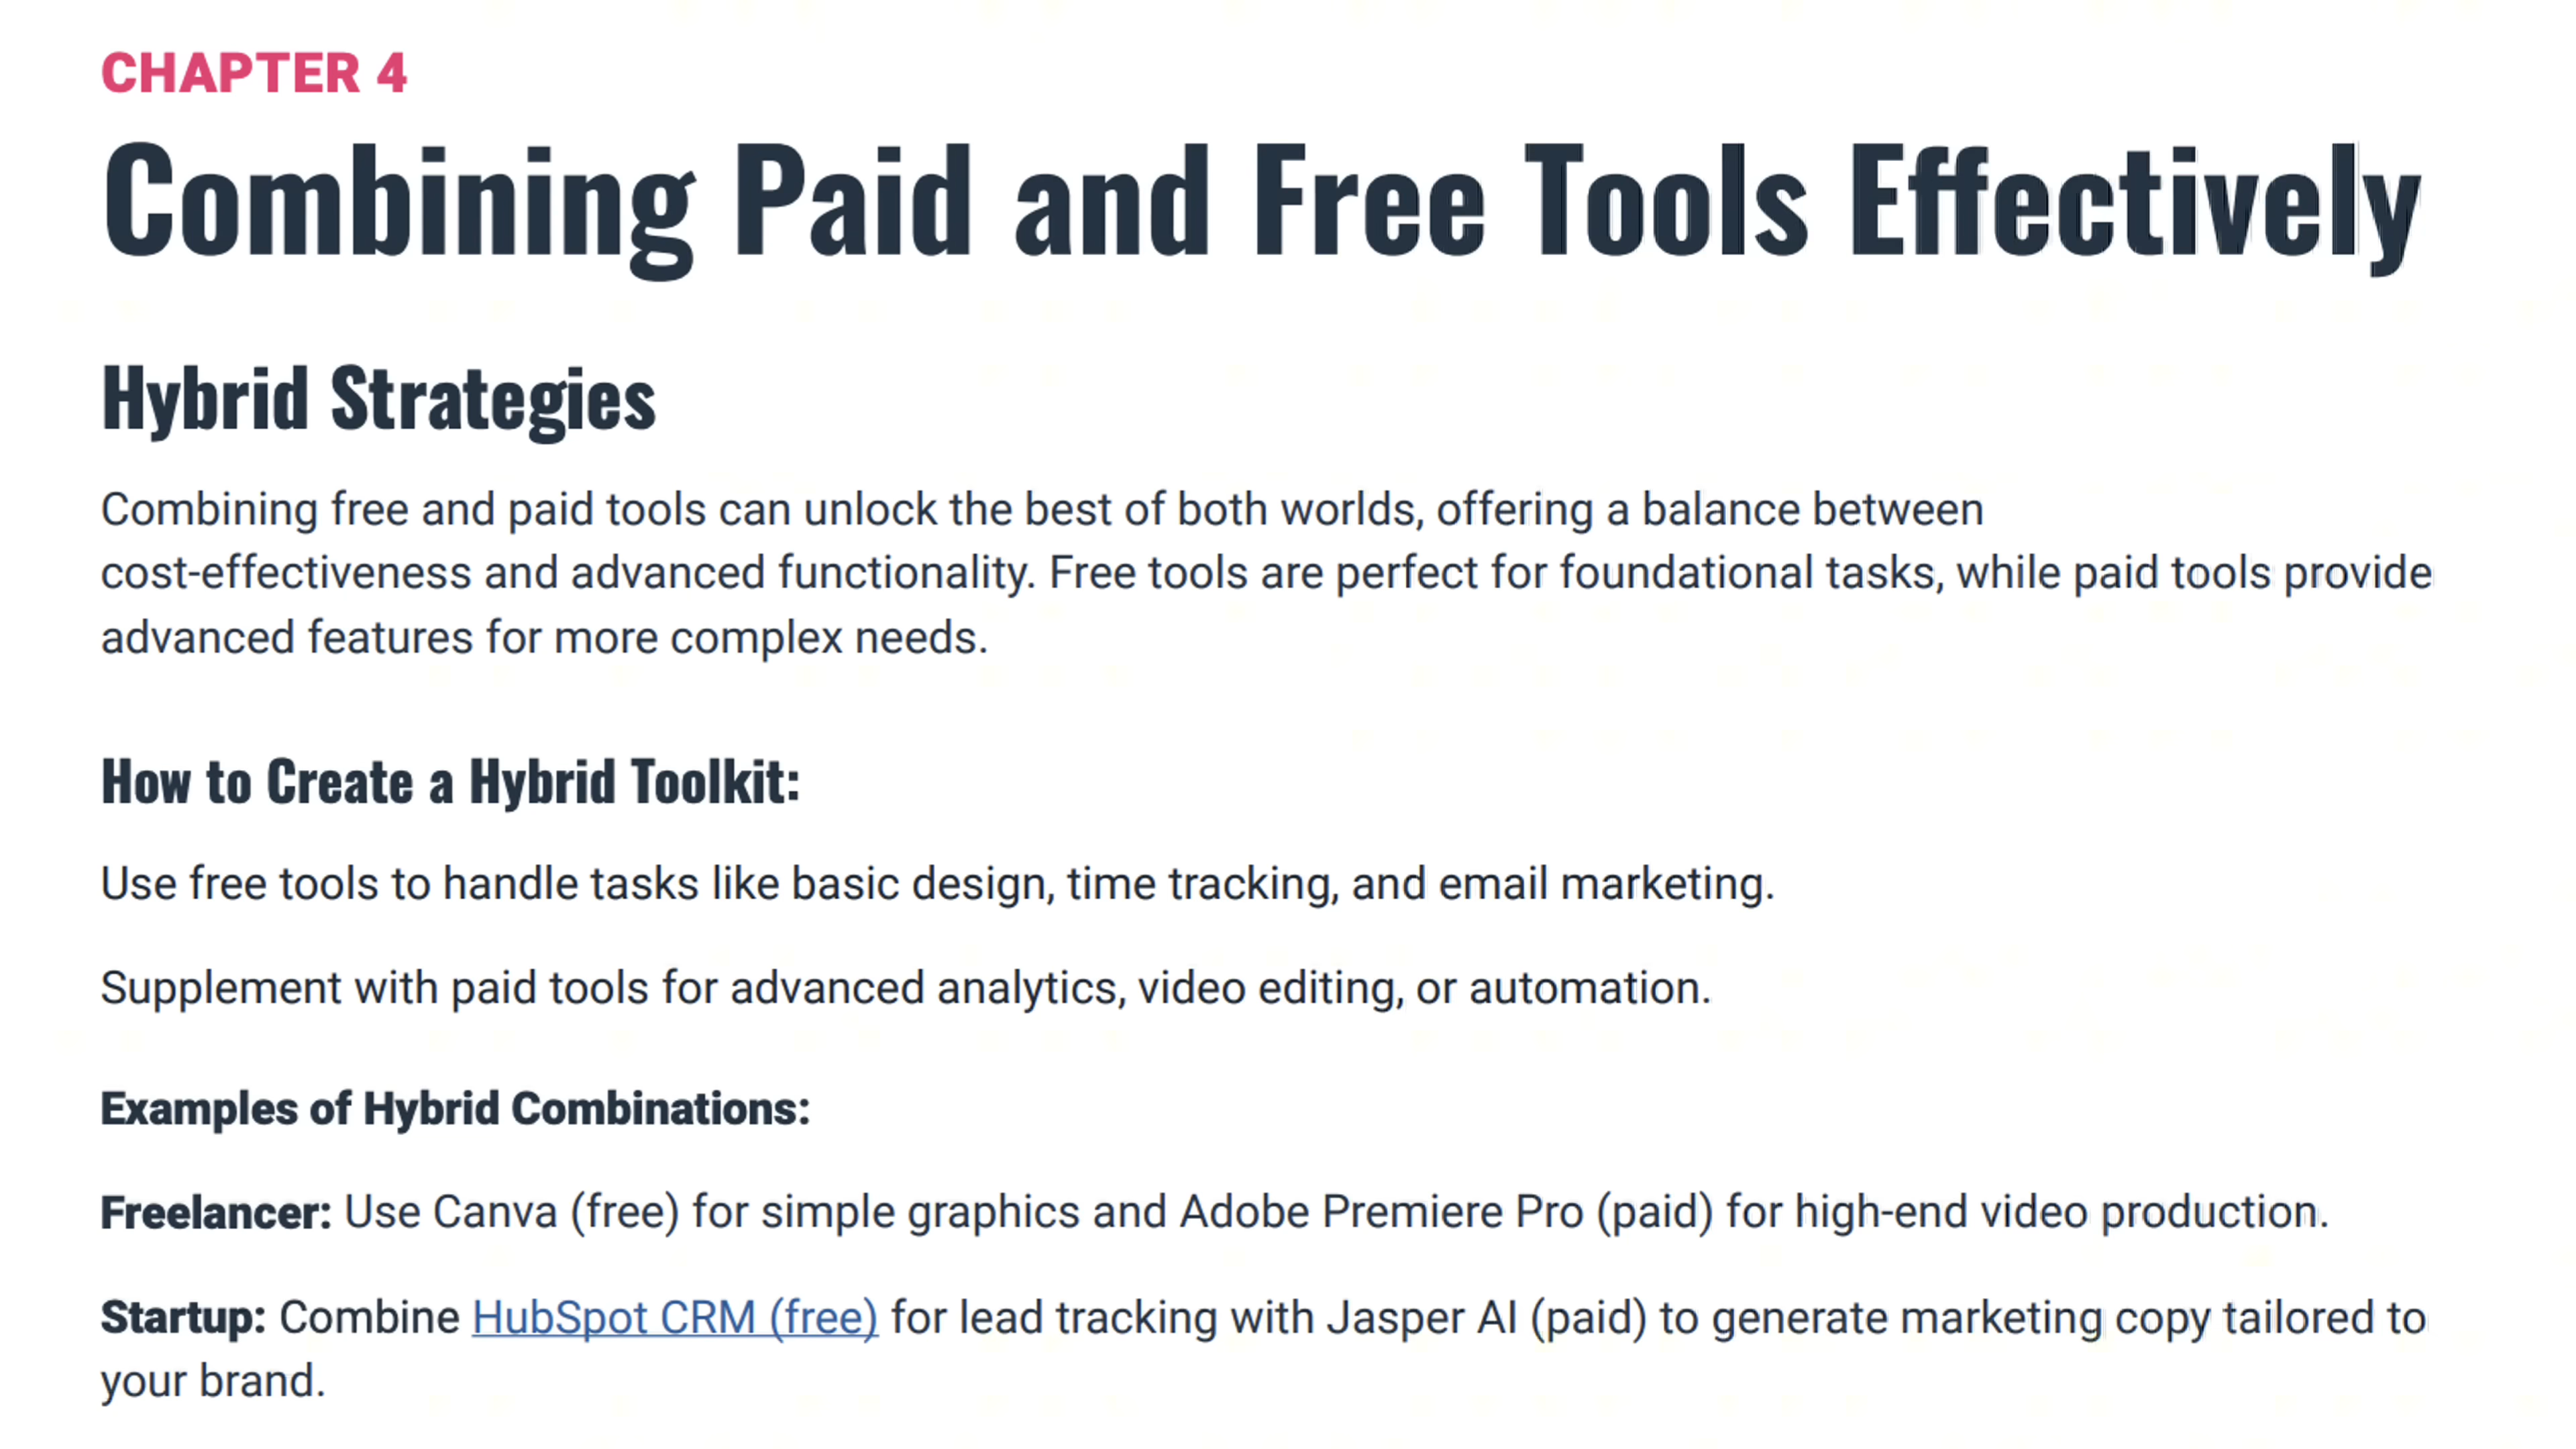 CHAPTER 4
Combining Paid and Free Tools Effectively
Hybrid Strategies
Combining free and paid tools can unlock the best of both worlds, offering a balance between
cost-effectiveness and advanced functionality. Free tools are perfect for foundational tasks, while paid tools provide
advanced features for more complex needs.
How to Create a Hybrid Toolkit:
Use free tools to handle tasks like basic design, time tracking, and email marketing.
Supplement with paid tools for advanced analytics, video editing, or automation.
Examples of Hybrid Combinations:
Freelancer: Use Canva (free) for simple graphics and Adobe Premiere Pro (paid) for high-end video production.
Startup: Combine HubSpot CRM (free) for lead tracking with Jasper AI (paid) to generate marketing copy tailored to
your brand.